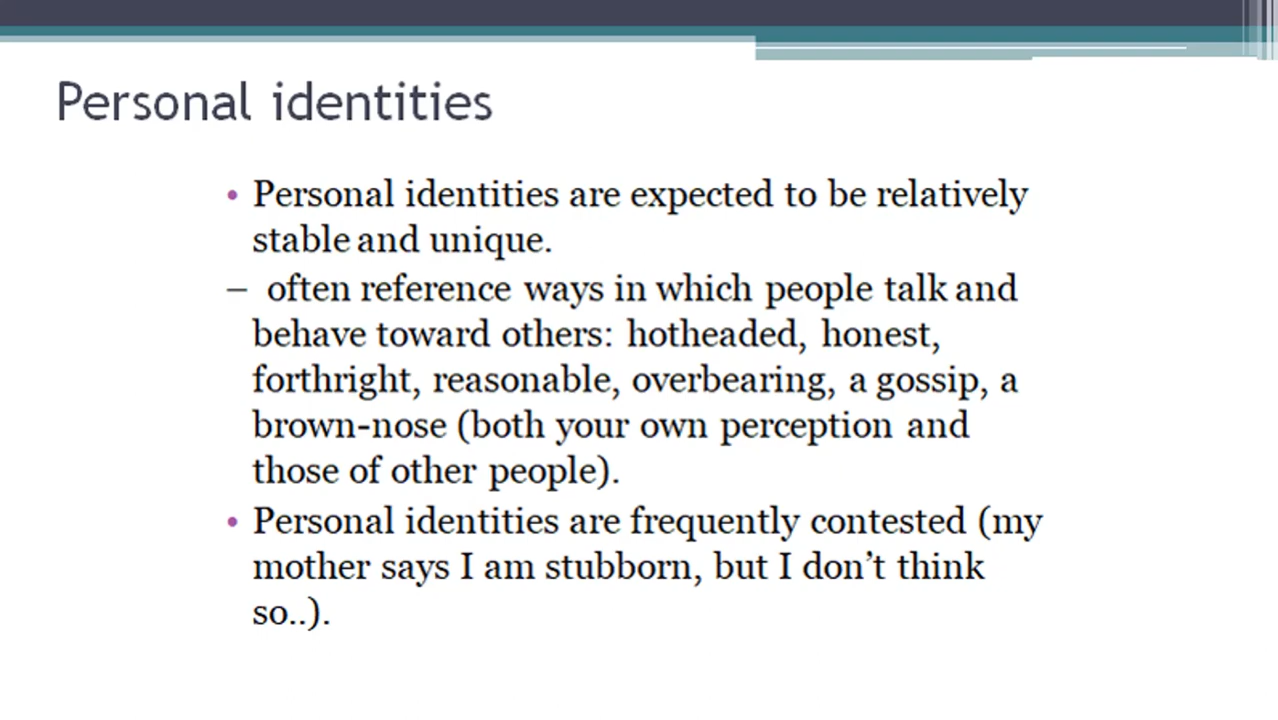 Personal identities
• Personal identities are expected to be relatively
stable and unique.
– often reference ways in which people talk and
behave toward others: hotheaded, honest,
forthright, reasonable, overbearing, a gossip, a
brown-nose (both your own perception and
those of other people).
• Personal identities are frequently contested (my
mother says I am stubborn, but I don’t think
so..).